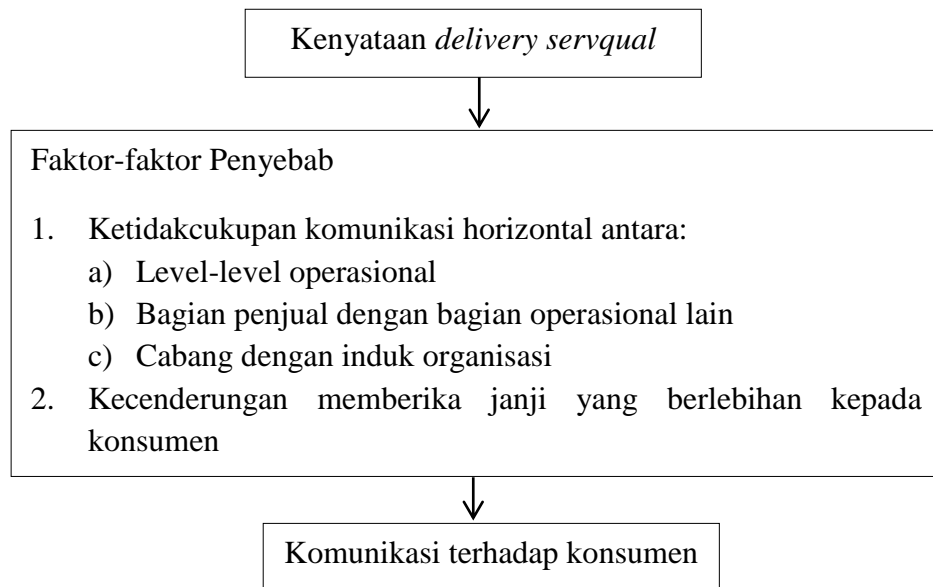 Kenyataan delivery servqual
Faktor-faktor Penyebab
1. Ketidakcukupan komunikasi horizontal antara:
a) Level-level operasional
b) Bagian penjual dengan bagian operasional lain
c) Cabang dengan induk organisasi
2. Kecenderungan memberika janji yang berlebihan kepada
konsumen
Komunikasi terhadap konsumen